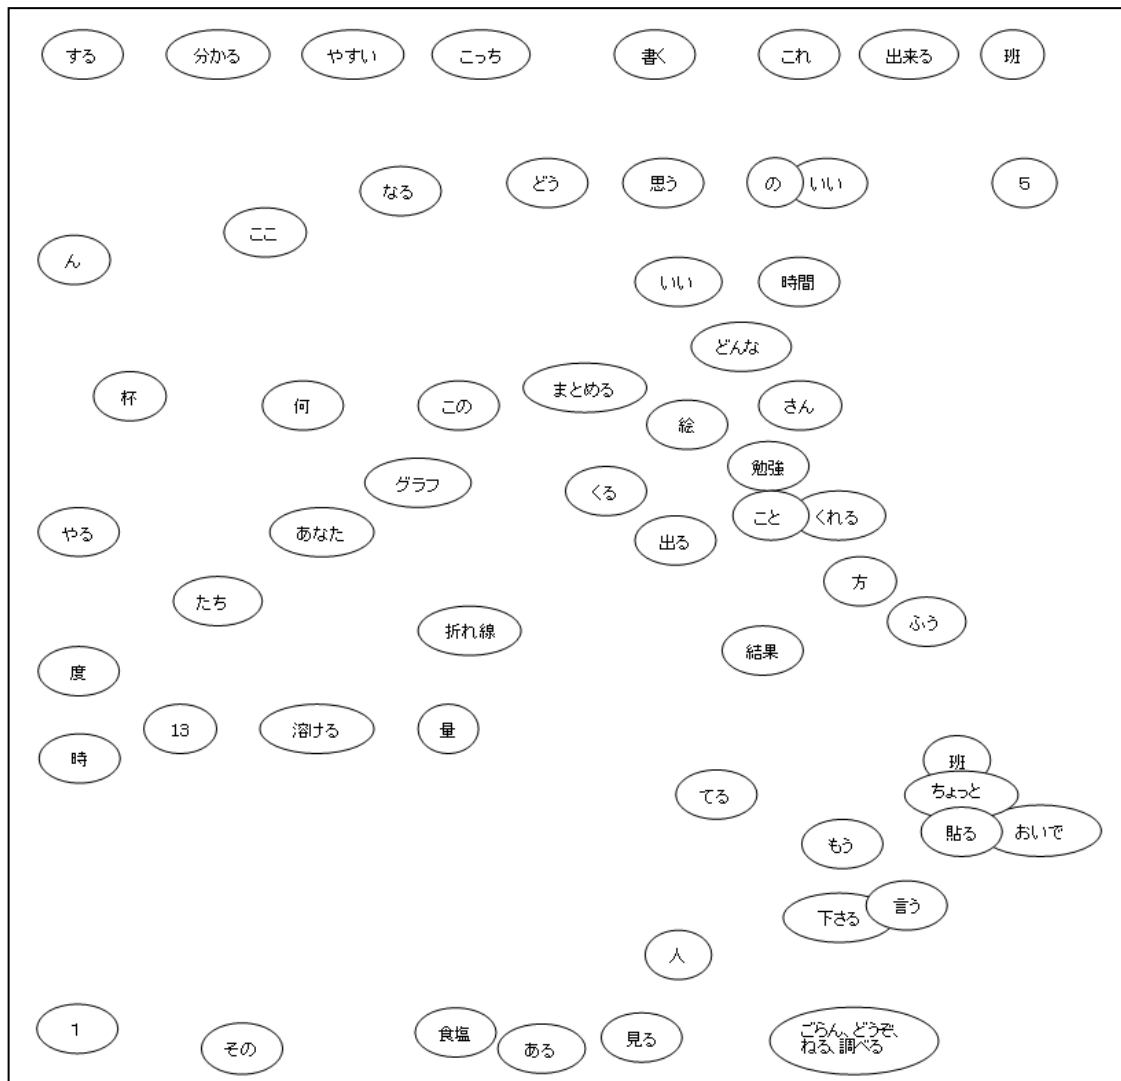 する 分かる やすい こっち 書く これ 出来る 班
なる どう 思う の いい 5
ここ
ん
いい 時間
どんな
杯 何 この まとめる さん
絵
勉強
グラフ くる
こと くれる
やる あなた 出る
方
たち
ふう
折れ線
結果
度
13 溶ける 量
時 班
てる ちょっと
貼る おいで
もう
下さる 言う
人
1 その 食塩 ある 見る ごらん、どうぞ、
ねる、調べる